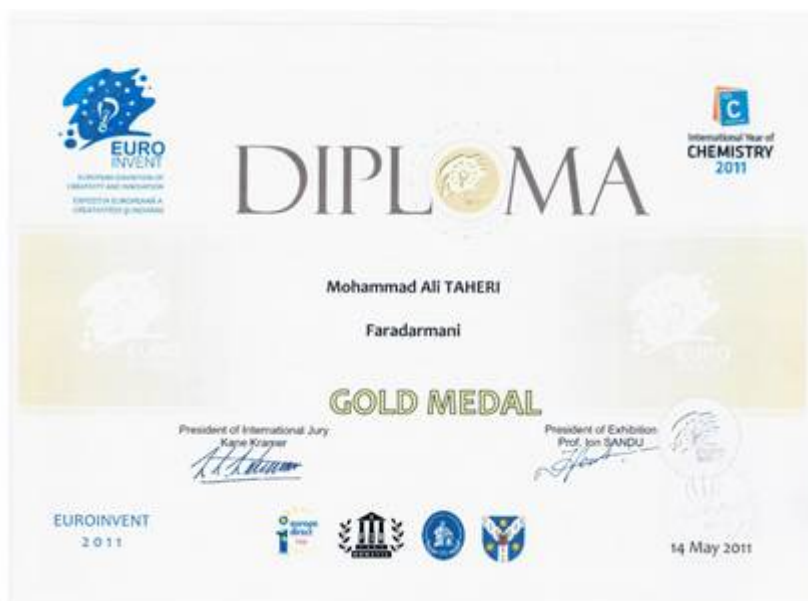 EURO
INVENT
EUROPEAN EXHIBITION OF
CREATIVITY AND INNOVATION
EXPOZIȚIA EUROPEANĂ A
CREATIVITĂȚII ȘI INOVĂRII
International Year of
CHEMISTRY
2011
DIPLOMA
Mohammad Ali TAHERI
Faradarmani
GOLD MEDAL
President of International Jury
Kane Kramer
President of Exhibition
Prof. Ion SANDU
EUROINVENT
2011
europe
direct
14 May 2011